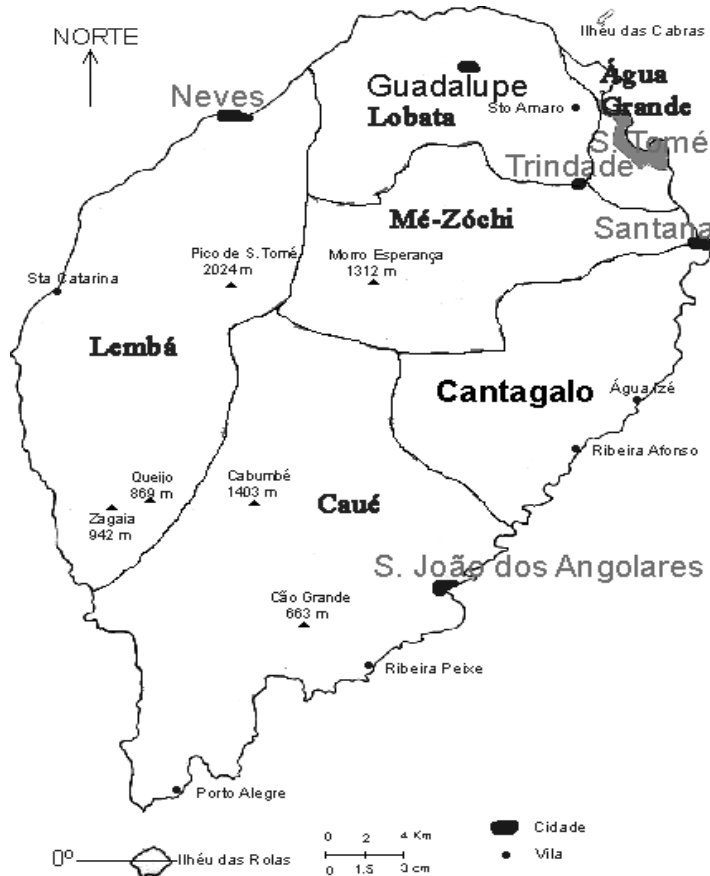 NORTE
Ilhéu das Cabras
Água
Grande
Guadalupe
Neves
Lobata
Sto Amaro
S. Tomé
Trindade
Mé-Zóchi
Santana
Pico de S. Tomé
2024 m
Morro Esperança
1312 m
Sta Catarina
Lembá
Cantagalo
Água Izé
Ribeira Afonso
Queijo
869 m
Cabumbé
1403 m
Caué
Zagaia
942 m
S. João dos Angolares
Cão Grande
663 m
Ribeira Peixe
Porto Alegre
0 2 4 Km
Cidade
0º
Ilhéu das Rolas
Vila
0 1.5 3 cm